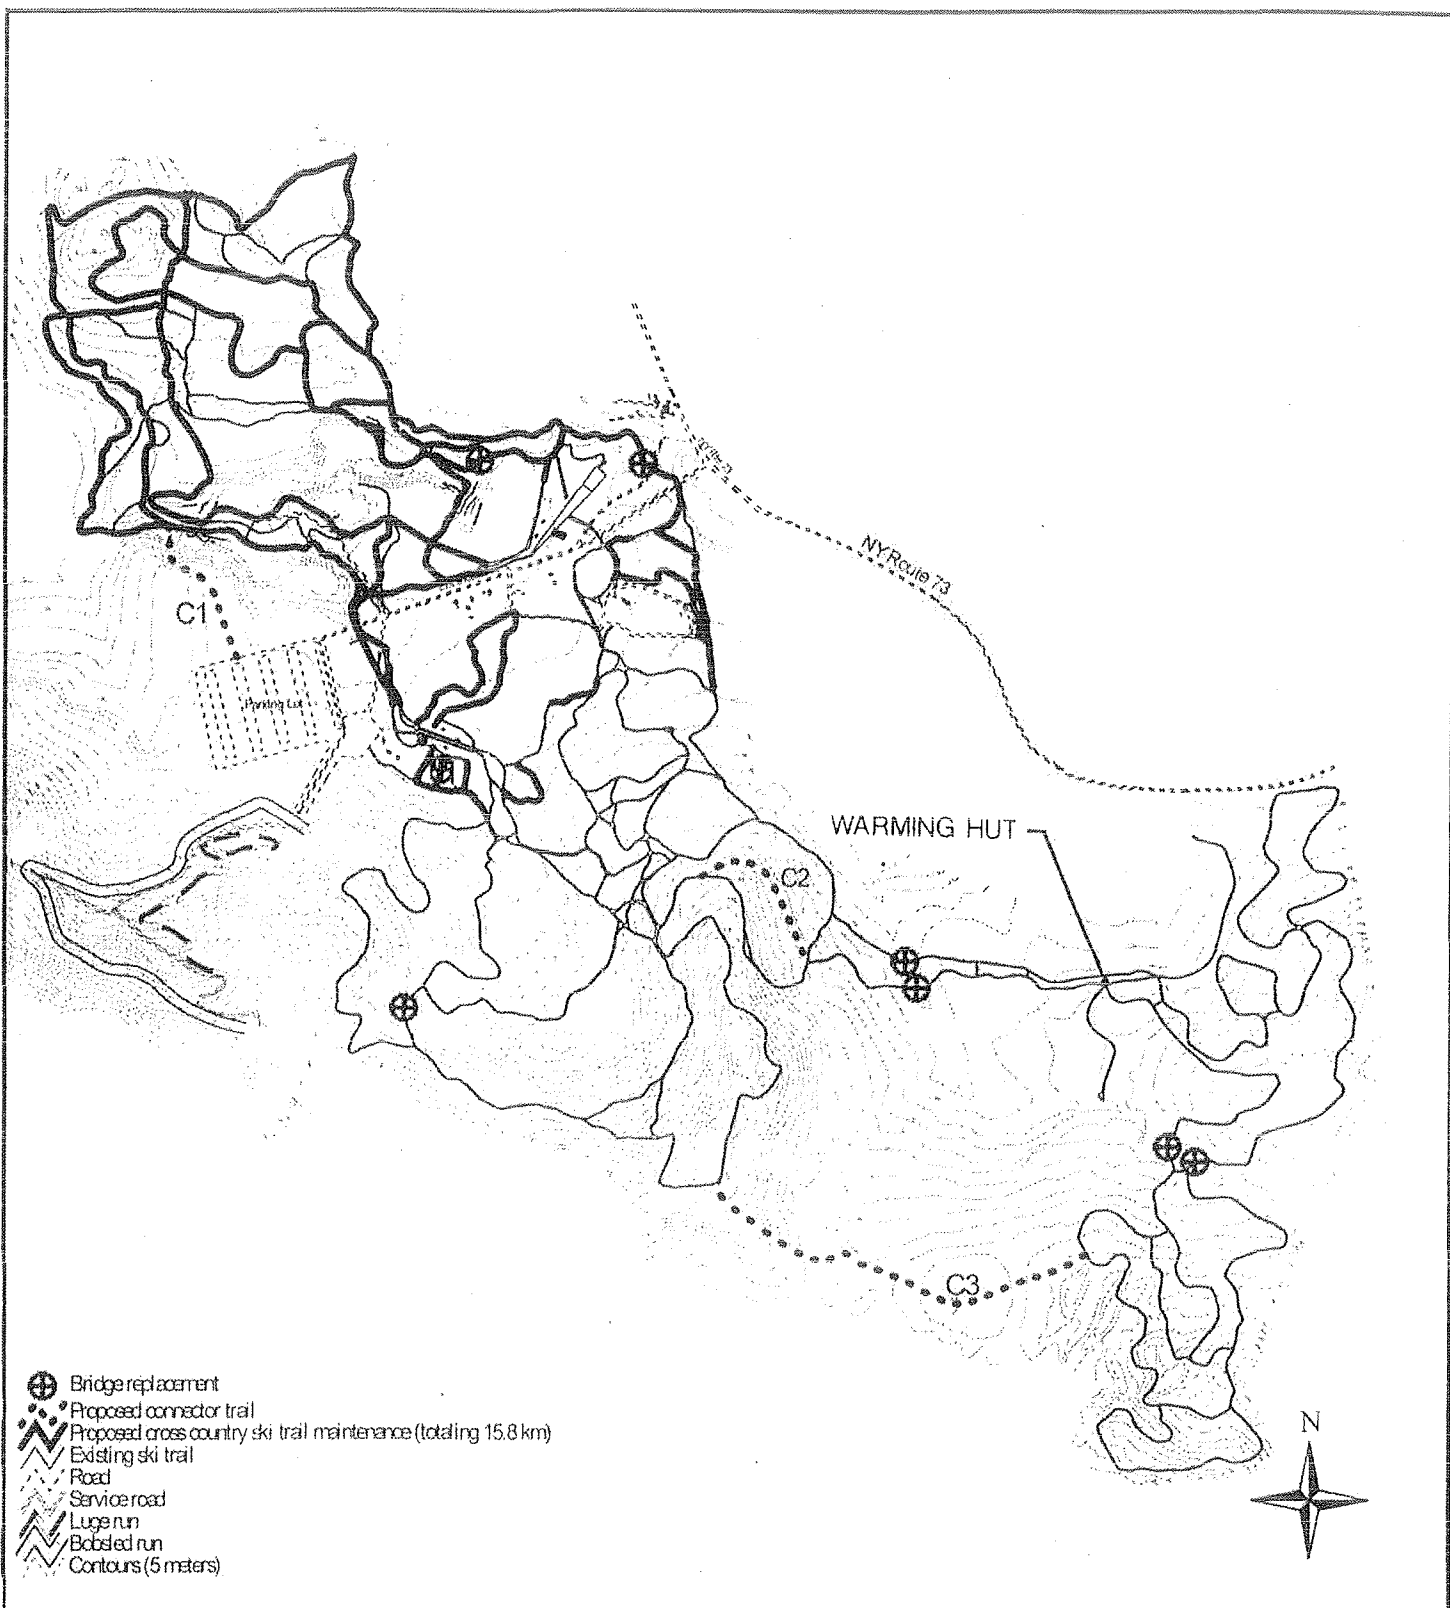 NY Route 73
C1
Parking Lot
WARMING HUT
C2
C3
Bridge replacement
Proposed connector trail
Proposed cross country ski trail maintenance (totaling 15.8 km)
Existing ski trail
Road
Service road
Luge run
Bobsled run
Contours (5 meters)
N